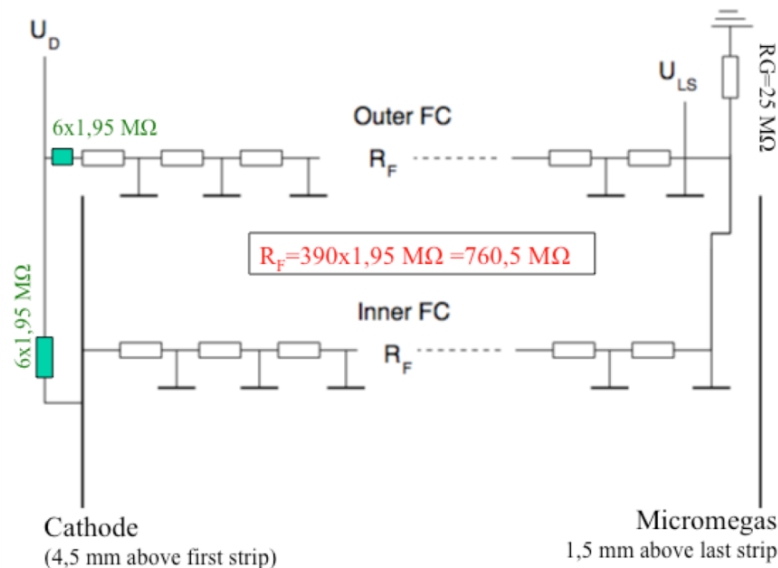 U_D
6x1,95 MΩ
U_LS
RG=25 MΩ
Outer FC
R_F
R_F=390x1,95 MΩ =760,5 MΩ
6x1,95 MΩ
Inner FC
R_F
Cathode
(4,5 mm above first strip)
Micromegas
1,5 mm above last strip